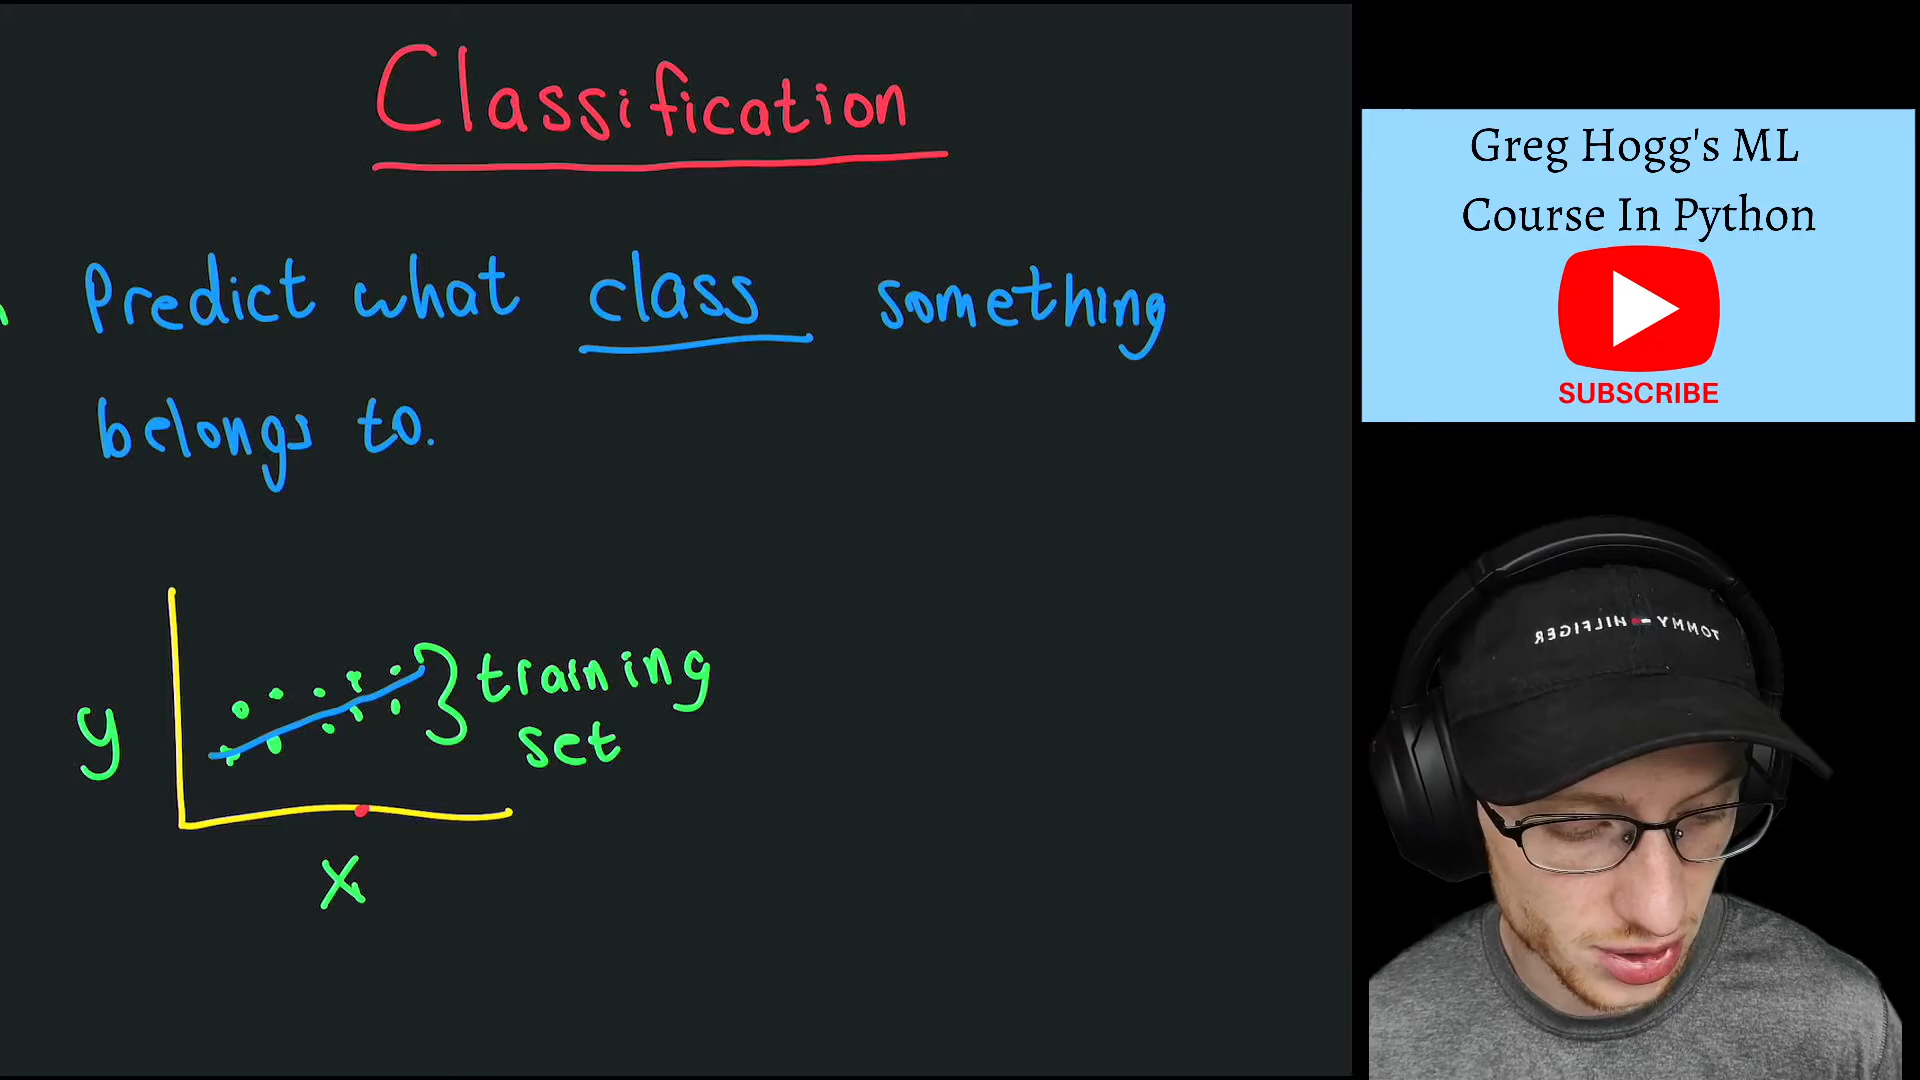 Classification
Predict what class something
belongs to.
training
set
y
x
Greg Hogg's ML
Course In Python
SUBSCRIBE
TOMMY HILFIGER